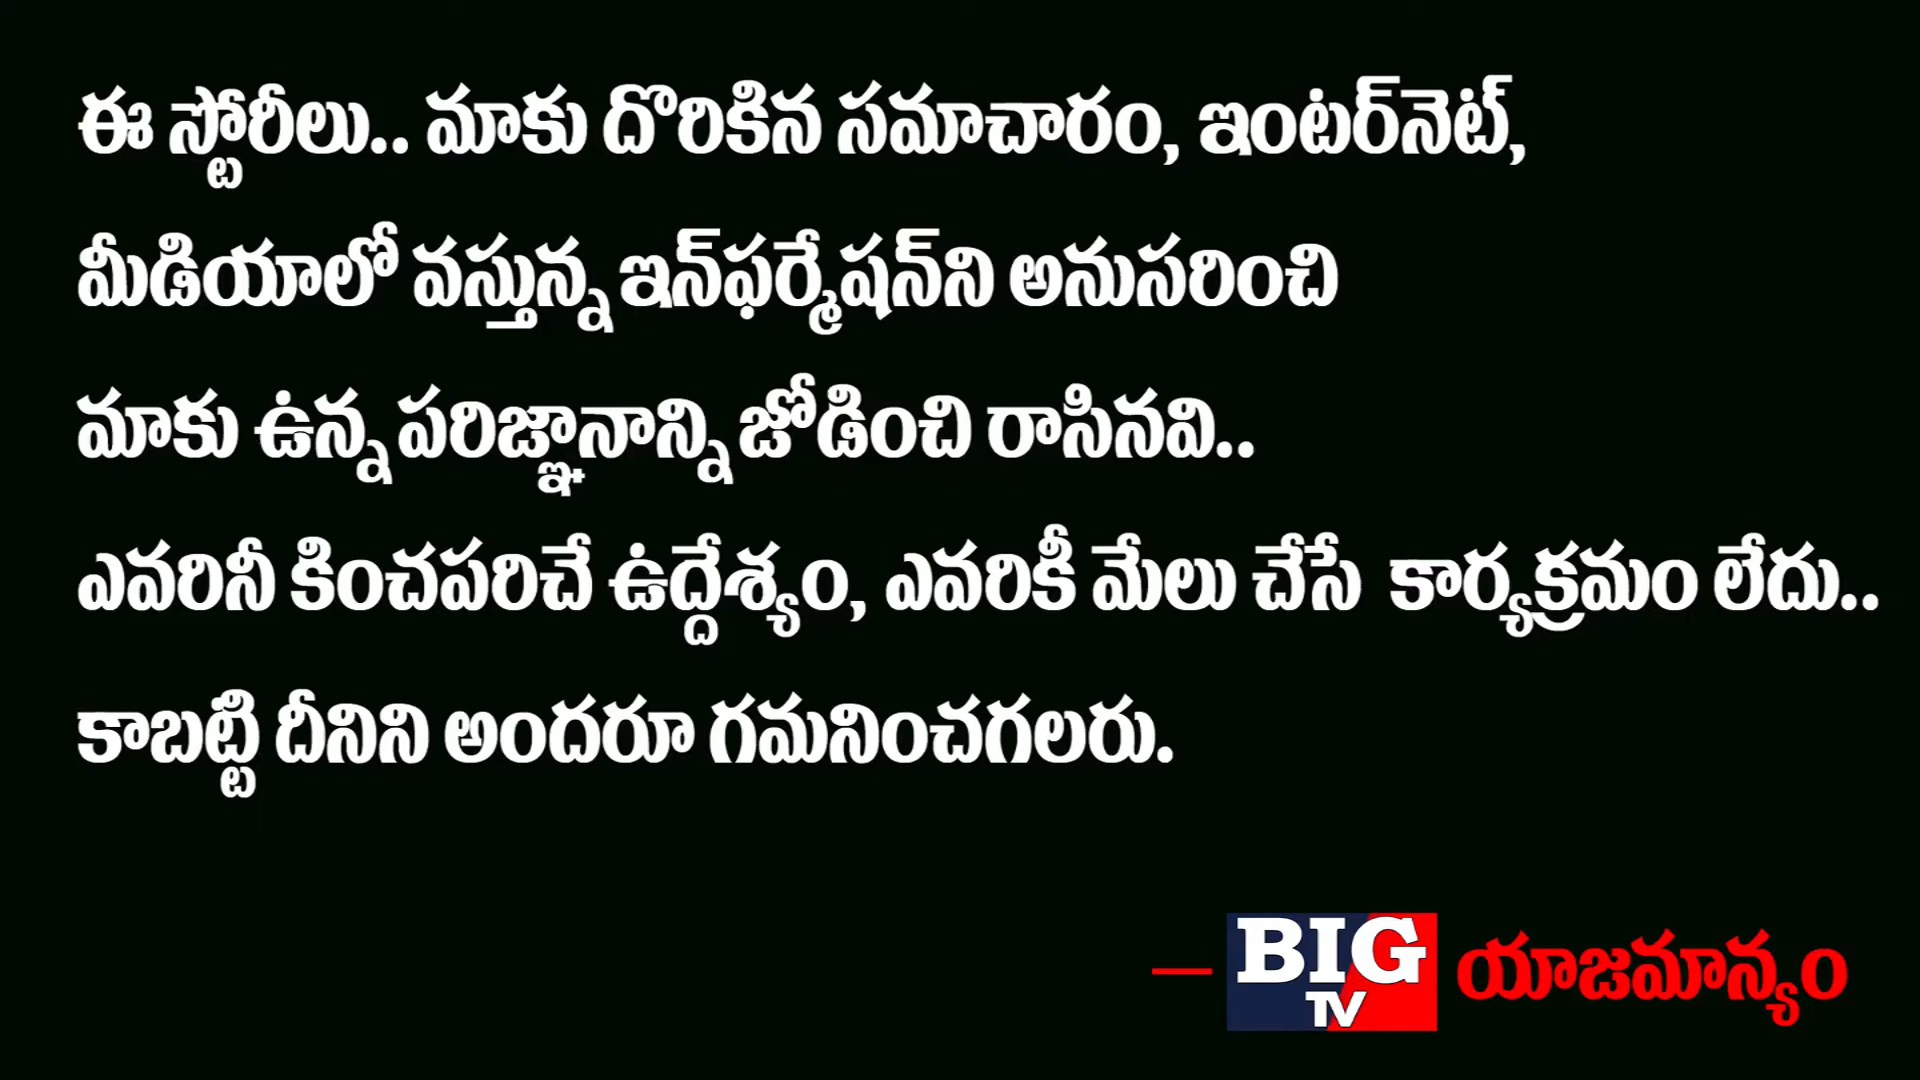 ఈ స్టోరీలు.. మాకు దొరికిన సమాచారం, ఇంటర్‌నెట్,
మీడియాలో వస్తున్న ఇన్‌ఫర్మేషన్‌ని అనుసరించి
మాకు ఉన్న పరిజ్ఞానాన్ని జోడించి రాసినవి..
ఎవరినీ కించపరిచే ఉద్దేశ్యం, ఎవరికీ మేలు చేసే కార్యక్రమం లేదు..
కాబట్టి దీనిని అందరూ గమనించగలరు.
— BIG TV యాజమాన్యం